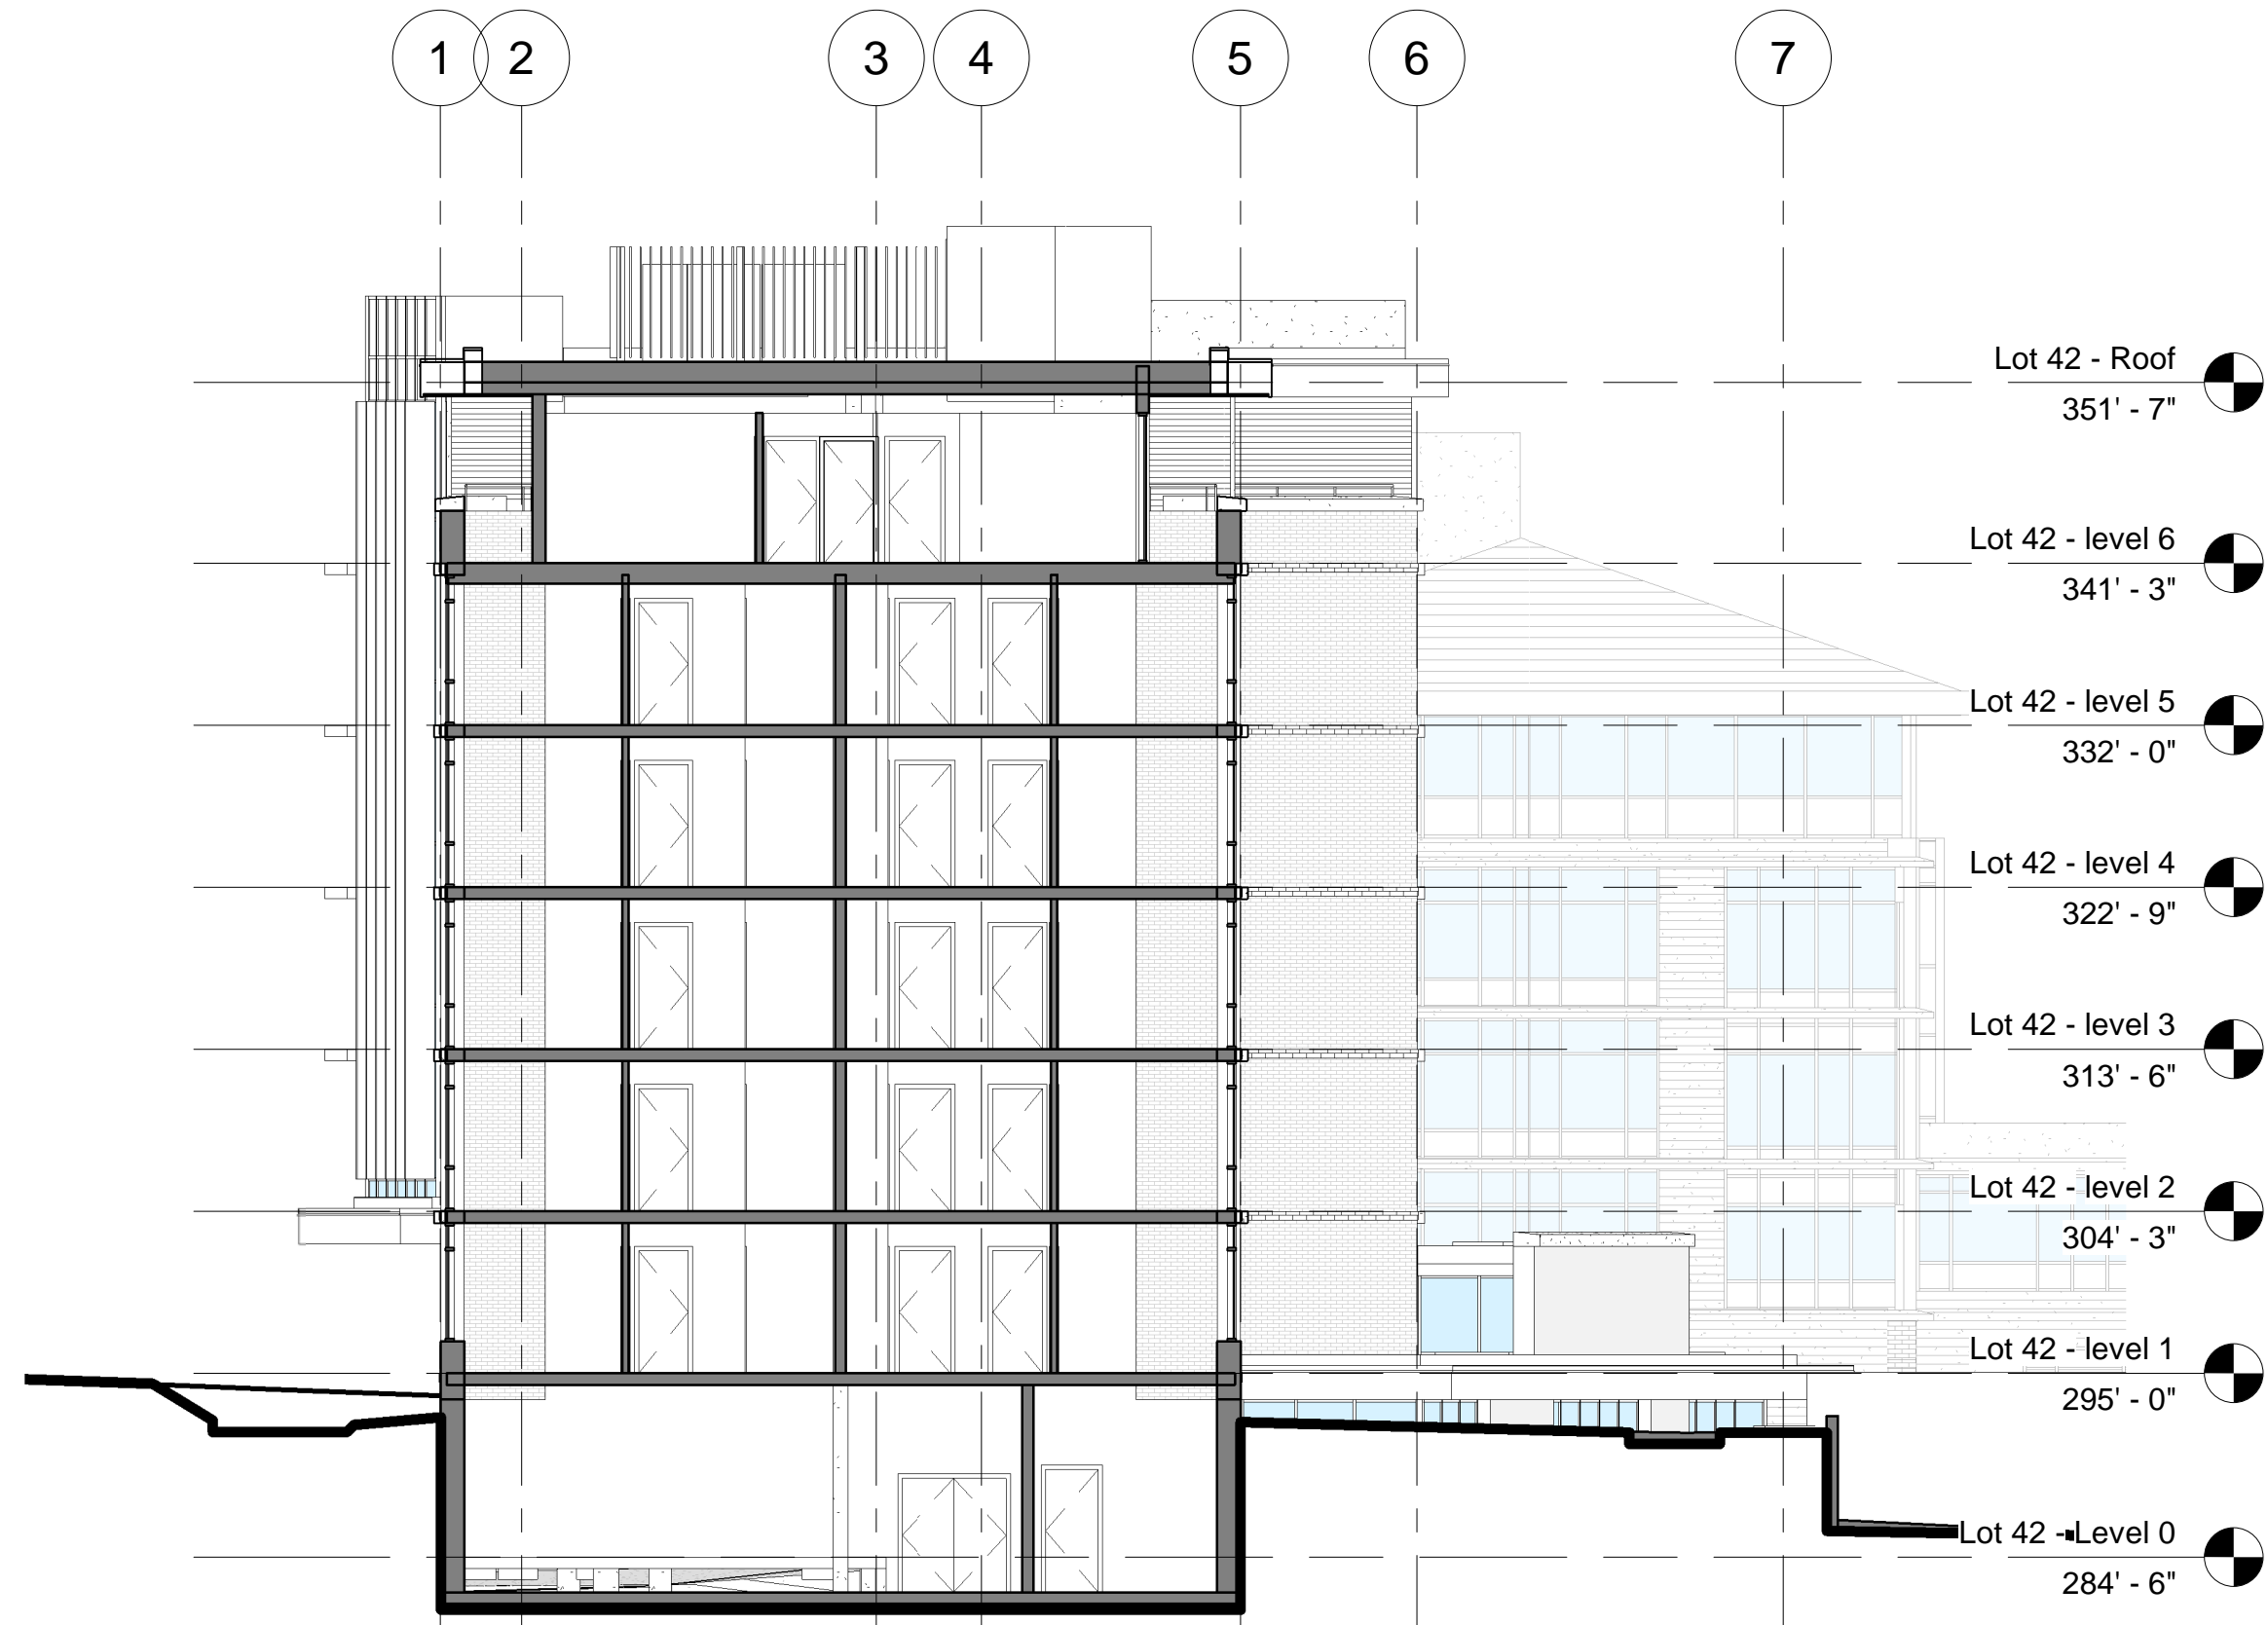 1
2
3
4
5
6
7
Lot 42 - Roof
351' - 7"
Lot 42 - level 6
341' - 3"
Lot 42 - level 5
332' - 0"
Lot 42 - level 4
322' - 9"
Lot 42 - level 3
313' - 6"
Lot 42 - level 2
304' - 3"
Lot 42 - level 1
295' - 0"
Lot 42 - Level 0
284' - 6"